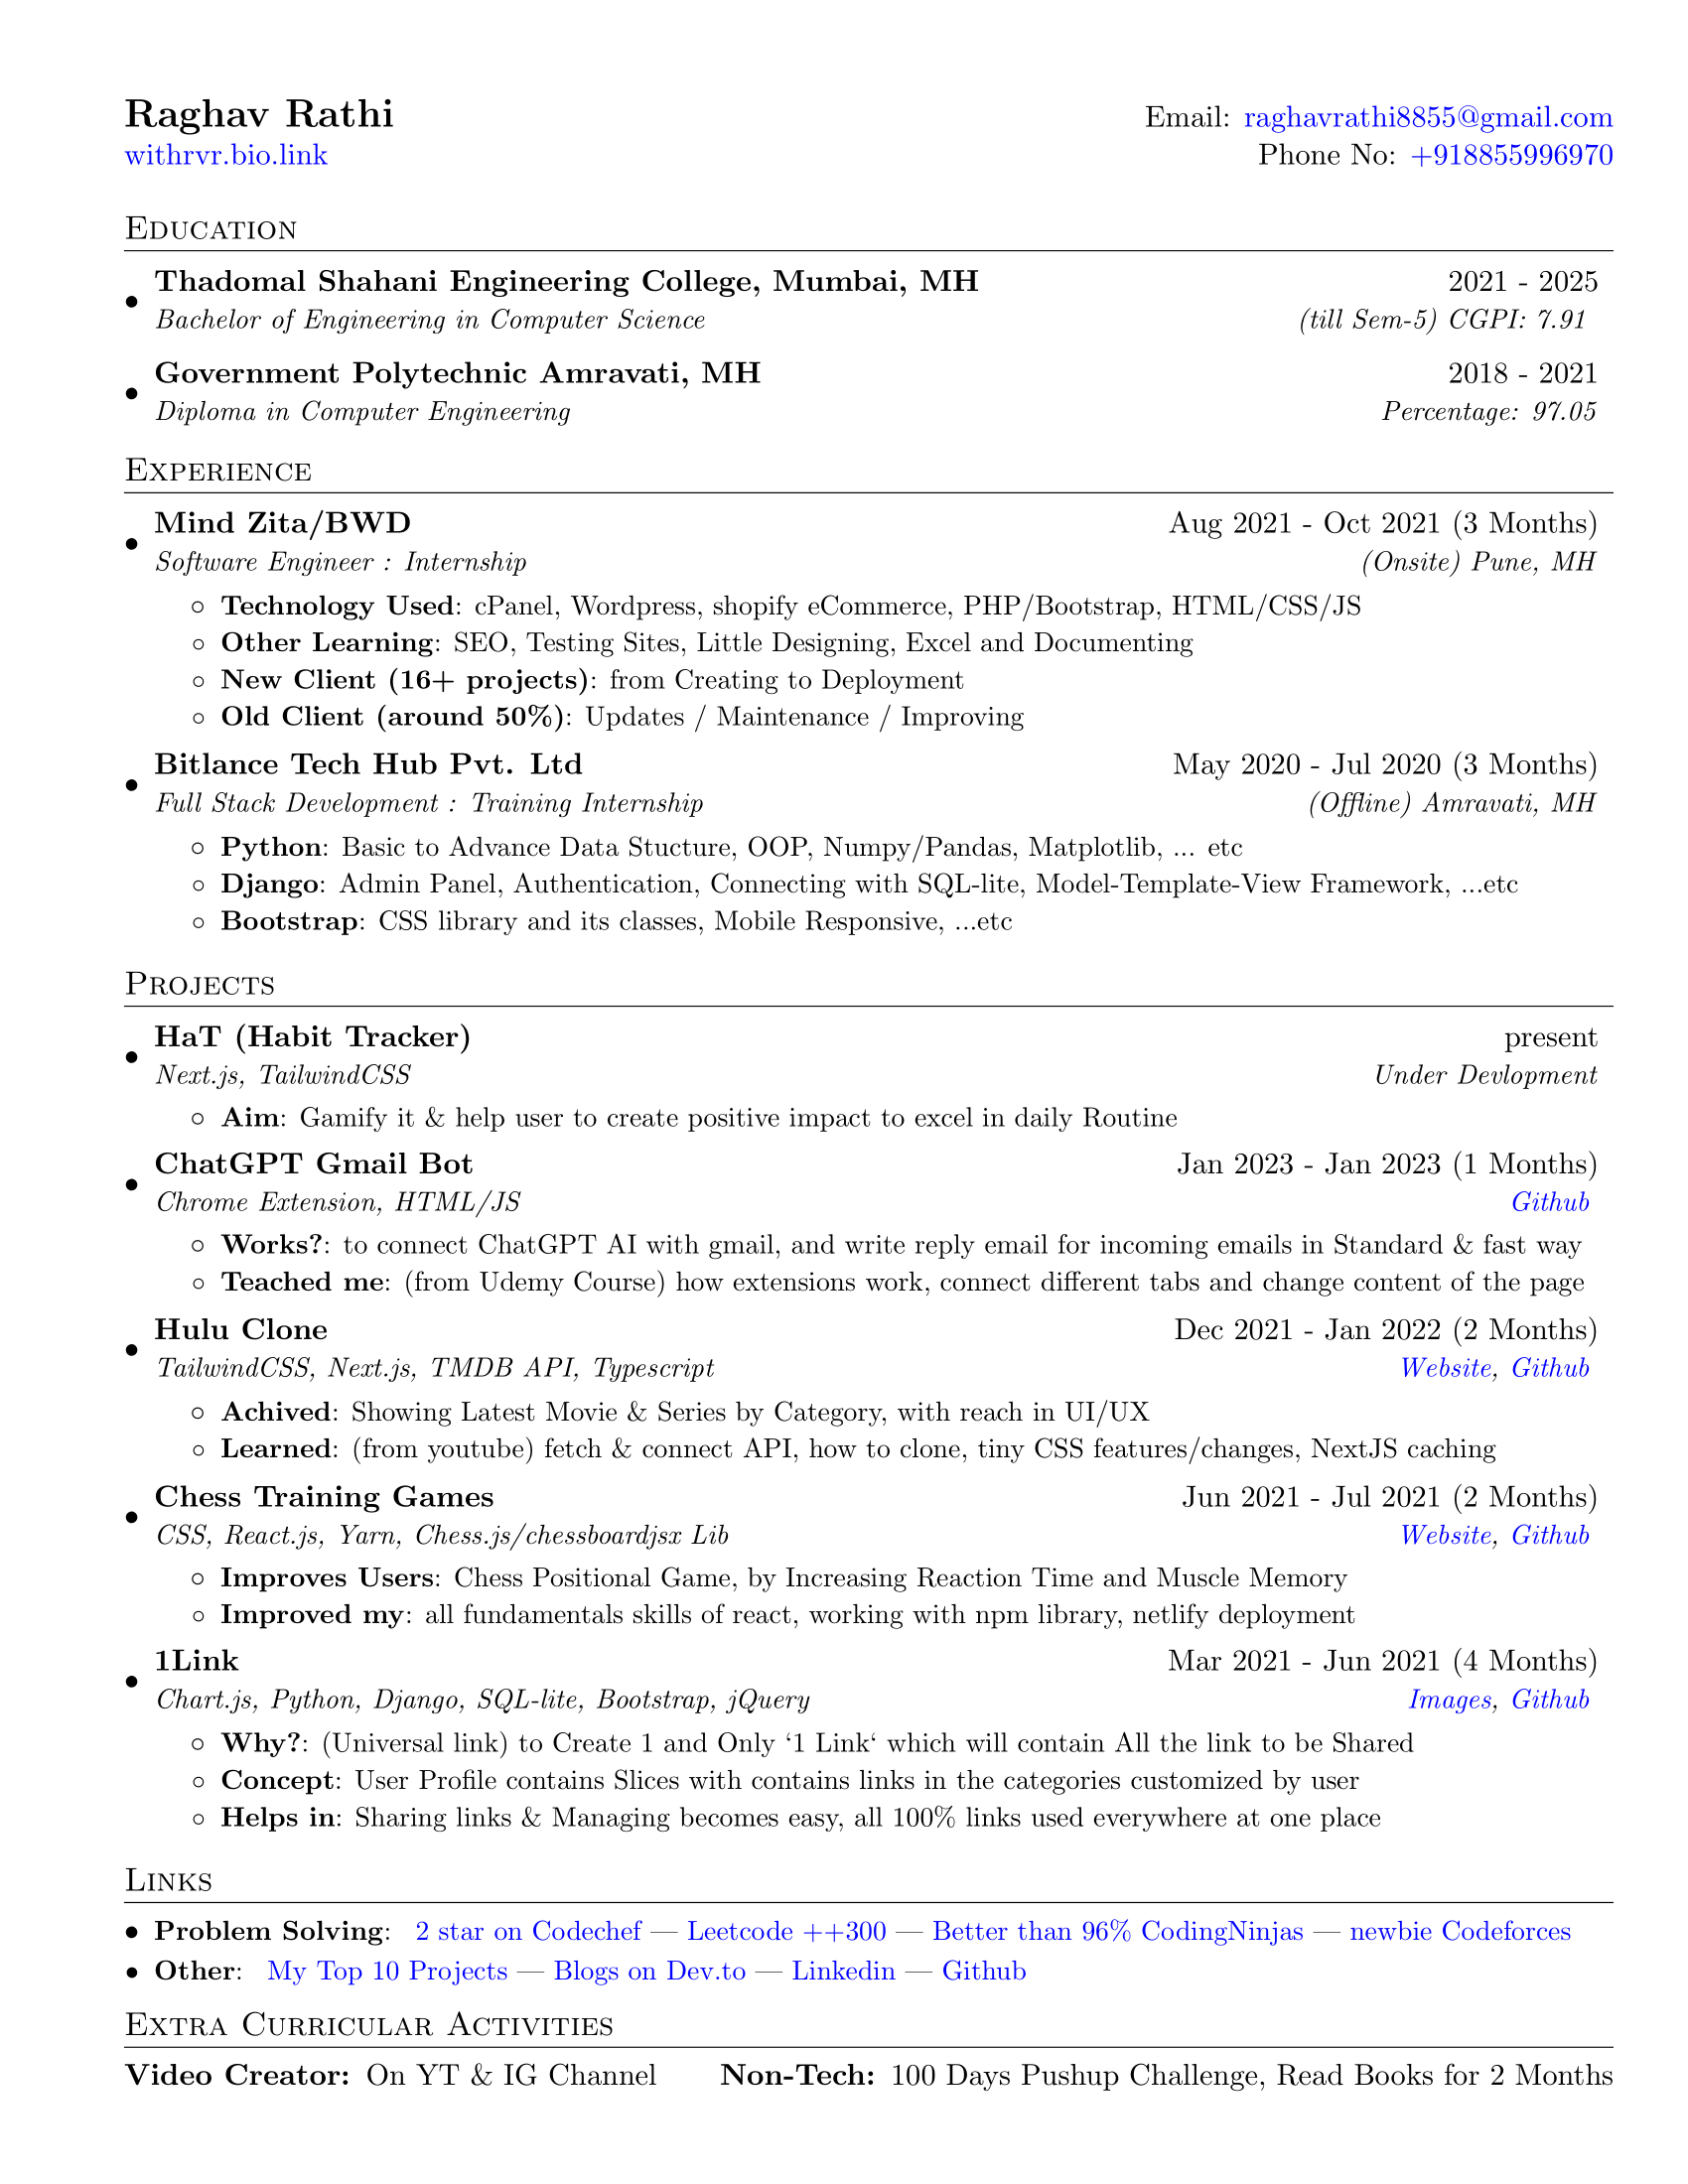 Raghav Rathi Email: raghavrathi8855@gmail.com
withrvr.bio.link Phone No: +918855996970
Education
• Thadomal Shahani Engineering College, Mumbai, MH 2021 - 2025
Bachelor of Engineering in Computer Science (till Sem-5) CGPI: 7.91
• Government Polytechnic Amravati, MH 2018 - 2021
Diploma in Computer Engineering Percentage: 97.05
Experience
• Mind Zita/BWD Aug 2021 - Oct 2021 (3 Months)
Software Engineer : Internship (Onsite) Pune, MH
◦ Technology Used: cPanel, Wordpress, shopify eCommerce, PHP/Bootstrap, HTML/CSS/JS
◦ Other Learning: SEO, Testing Sites, Little Designing, Excel and Documenting
◦ New Client (16+ projects): from Creating to Deployment
◦ Old Client (around 50%): Updates / Maintenance / Improving
• Bitlance Tech Hub Pvt. Ltd May 2020 - Jul 2020 (3 Months)
Full Stack Development : Training Internship (Offline) Amravati, MH
◦ Python: Basic to Advance Data Stucture, OOP, Numpy/Pandas, Matplotlib, ... etc
◦ Django: Admin Panel, Authentication, Connecting with SQL-lite, Model-Template-View Framework, ...etc
◦ Bootstrap: CSS library and its classes, Mobile Responsive, ...etc
Projects
• HaT (Habit Tracker) present
Next.js, TailwindCSS Under Devlopment
◦ Aim: Gamify it & help user to create positive impact to excel in daily Routine
• ChatGPT Gmail Bot Jan 2023 - Jan 2023 (1 Months)
Chrome Extension, HTML/JS Github
◦ Works?: to connect ChatGPT AI with gmail, and write reply email for incoming emails in Standard & fast way
◦ Teached me: (from Udemy Course) how extensions work, connect different tabs and change content of the page
• Hulu Clone Dec 2021 - Jan 2022 (2 Months)
TailwindCSS, Next.js, TMDB API, Typescript Website, Github
◦ Achived: Showing Latest Movie & Series by Category, with reach in UI/UX
◦ Learned: (from youtube) fetch & connect API, how to clone, tiny CSS features/changes, NextJS caching
• Chess Training Games Jun 2021 - Jul 2021 (2 Months)
CSS, React.js, Yarn, Chess.js/chessboardjsx Lib Website, Github
◦ Improves Users: Chess Positional Game, by Increasing Reaction Time and Muscle Memory
◦ Improved my: all fundamentals skills of react, working with npm library, netlify deployment
• 1Link Mar 2021 - Jun 2021 (4 Months)
Chart.js, Python, Django, SQL-lite, Bootstrap, jQuery Images, Github
◦ Why?: (Universal link) to Create 1 and Only ‘1 Link‘ which will contain All the link to be Shared
◦ Concept: User Profile contains Slices with contains links in the categories customized by user
◦ Helps in: Sharing links & Managing becomes easy, all 100% links used everywhere at one place
Links
• Problem Solving: 2 star on Codechef — Leetcode ++300 — Better than 96% CodingNinjas — newbie Codeforces
• Other: My Top 10 Projects — Blogs on Dev.to — Linkedin — Github
Extra Curricular Activities
Video Creator: On YT & IG Channel Non-Tech: 100 Days Pushup Challenge, Read Books for 2 Months